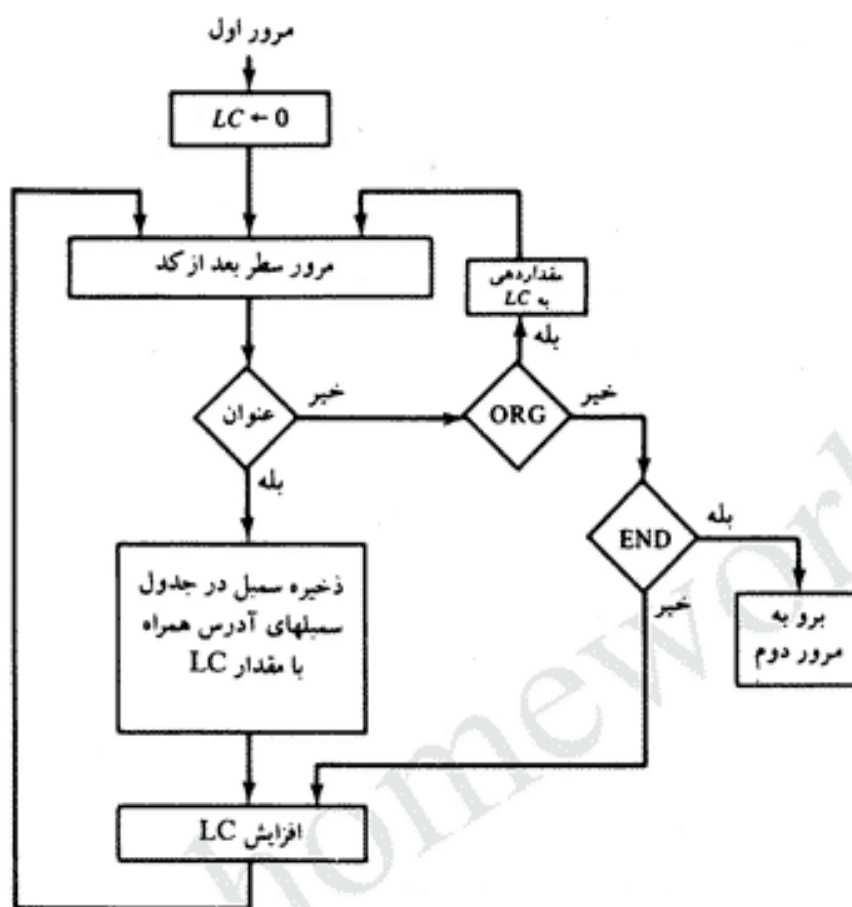 مرور اول
LC ← 0
مرور سطر بعد از کد
مقداردهی
به LC
بله
عنوان
خیر
ORG
خیر
بله
END
بله
خیر
ذخیره سمبل در جدول
سمبلهای آدرس همراه
با مقدار LC
برو به
مرور دوم
افزایش LC
homework